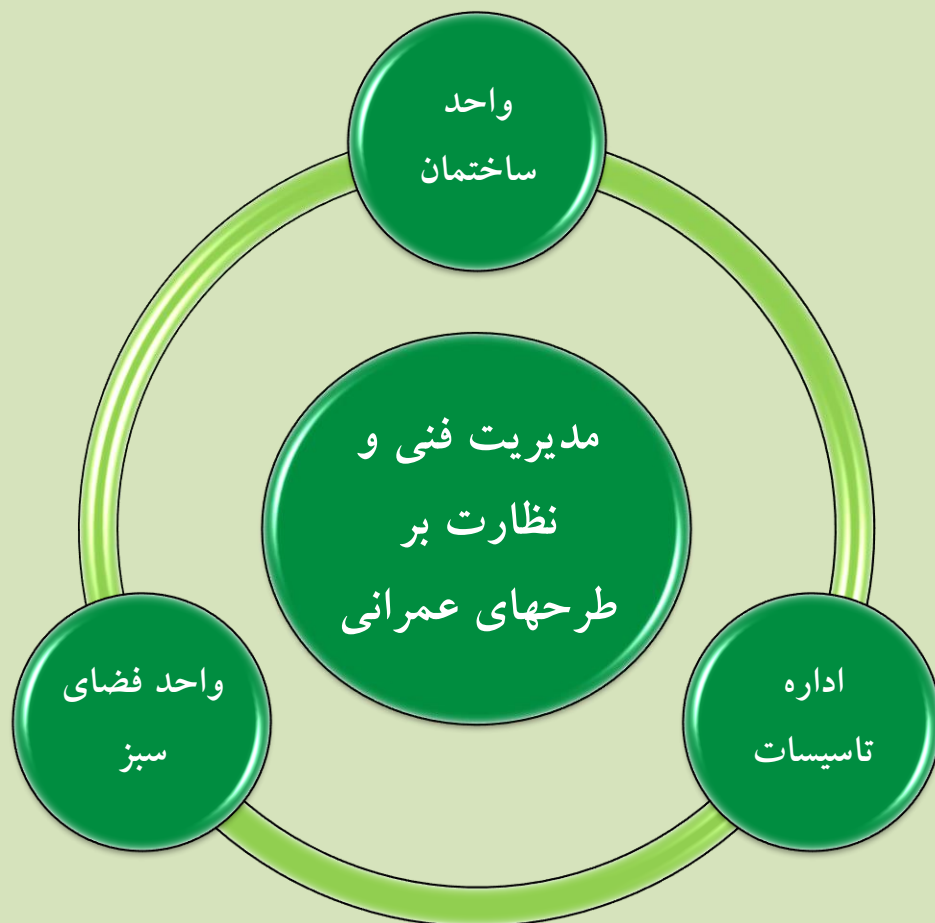 واحد
ساختمان
مدیریت فنی و
نظارت بر
طرحهای عمرانی
اداره
تاسیسات
واحد فضای
سبز